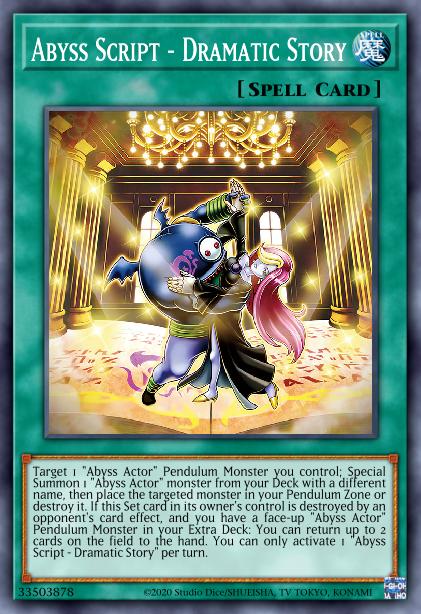 Abyss Script - Dramatic Story
SPELL
魔
[Spell Card]
Target 1 "Abyss Actor" Pendulum Monster you control; Special
Summon 1 "Abyss Actor" monster from your Deck with a different
name, then place the targeted monster in your Pendulum Zone or
destroy it. If this Set card in its owner's control is destroyed by an
opponent's card effect, and you have a face-up "Abyss Actor"
Pendulum Monster in your Extra Deck: You can return up to 2
cards on the field to the hand. You can only activate 1 "Abyss
Script - Dramatic Story" per turn.
33503878
©2020 Studio Dice/SHUEISHA, TV TOKYO, KONAMI